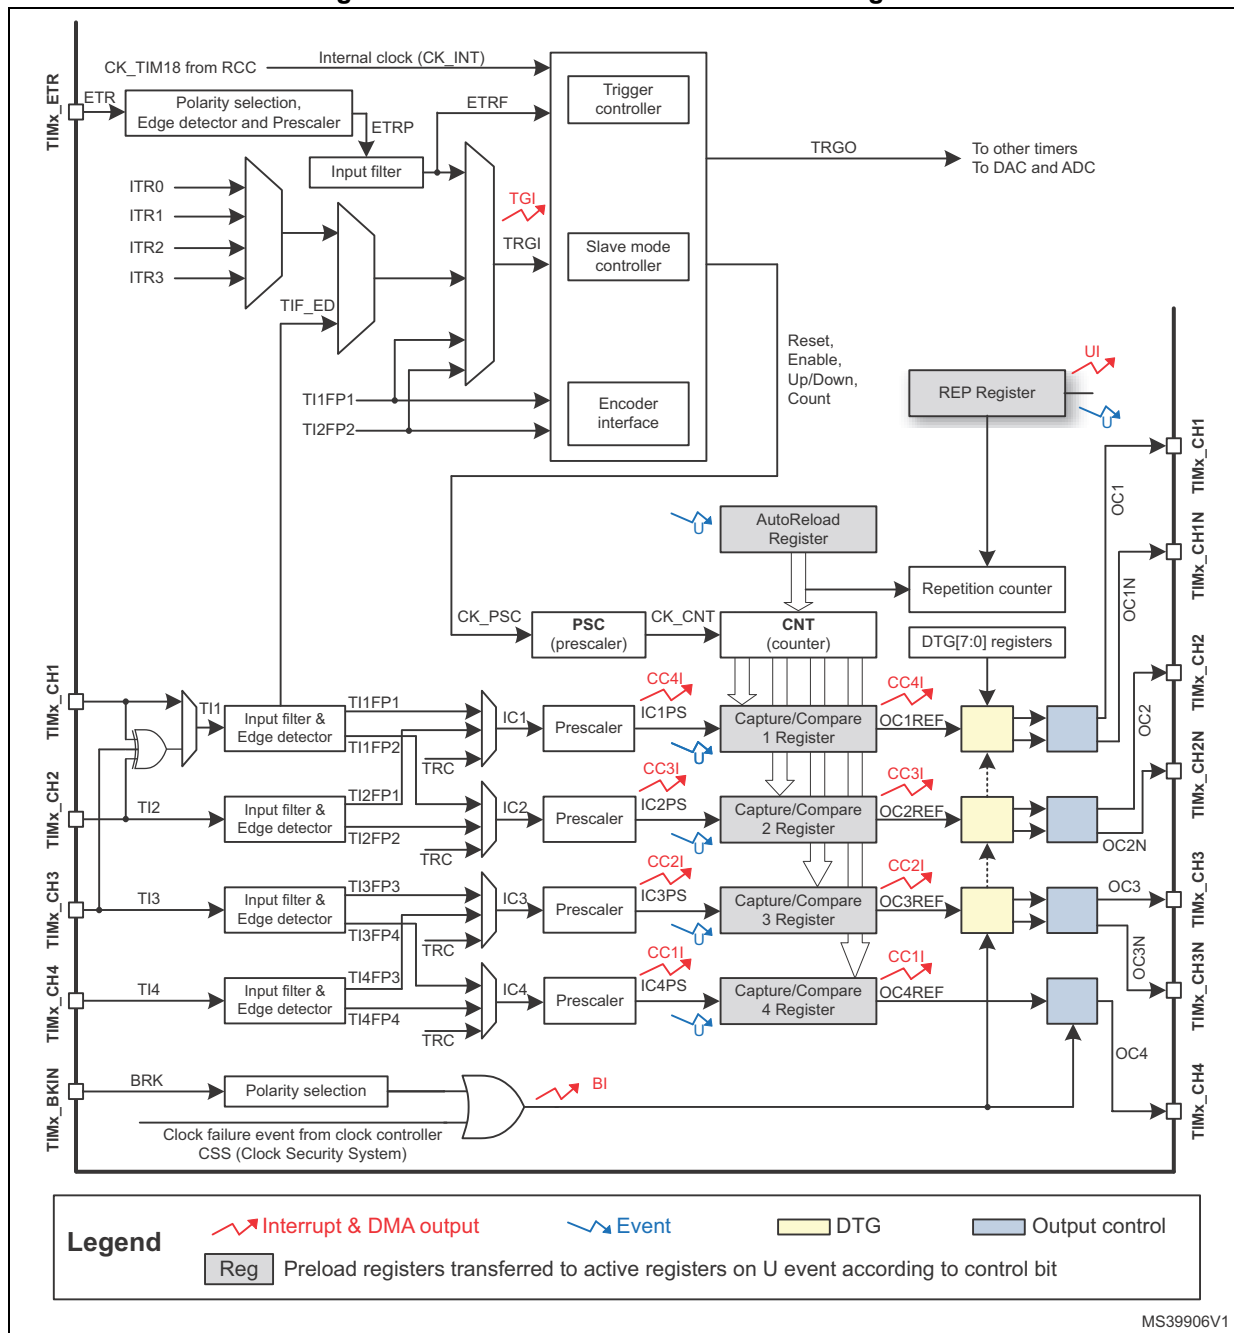 CK_TIM18 from RCC
Internal clock (CK_INT)
TIMx_ETR
ETR
Polarity selection,
Edge detector and Prescaler
ETRP
ETRF
Input filter
Trigger
controller
TRGO
To other timers
To DAC and ADC
ITR0
ITR1
ITR2
ITR3
TGI
TRGI
Slave mode
controller
TIF_ED
Reset,
Enable,
Up/Down,
Count
TI1FP1
TI2FP2
Encoder
interface
UI
REP Register
U
TIMx_CH1
OC1
U
AutoReload
Register
TIMx_CH1N
OC1N
Repetition counter
CK_PSC
PSC
(prescaler)
CK_CNT
CNT
(counter)
DTG[7:0] registers
TIMx_CH1
TI1
Input filter &
Edge detector
TI1FP1
TI1FP2
TRC
IC1
Prescaler
CC4I
IC1PS
U
Capture/Compare
1 Register
CC4I
OC1REF
TIMx_CH2
OC2
TIMx_CH2
TI2
Input filter &
Edge detector
TI2FP1
TI2FP2
TRC
IC2
Prescaler
CC3I
IC2PS
U
Capture/Compare
2 Register
CC3I
OC2REF
TIMx_CH2N
OC2N
TIMx_CH3
TI3
Input filter &
Edge detector
TI3FP3
TI3FP4
TRC
IC3
Prescaler
CC2I
IC3PS
U
Capture/Compare
3 Register
CC2I
OC3REF
OC3
TIMx_CH3
OC3N
TIMx_CH3N
TIMx_CH4
TI4
Input filter &
Edge detector
TI4FP3
TI4FP4
TRC
IC4
Prescaler
CC1I
IC4PS
U
Capture/Compare
4 Register
CC1I
OC4REF
OC4
TIMx_CH4
TIMx_BKIN
BRK
Polarity selection
BI
Clock failure event from clock controller
CSS (Clock Security System)
Legend
Interrupt & DMA output
Event
DTG
Output control
Reg
Preload registers transferred to active registers on U event according to control bit
MS39906V1